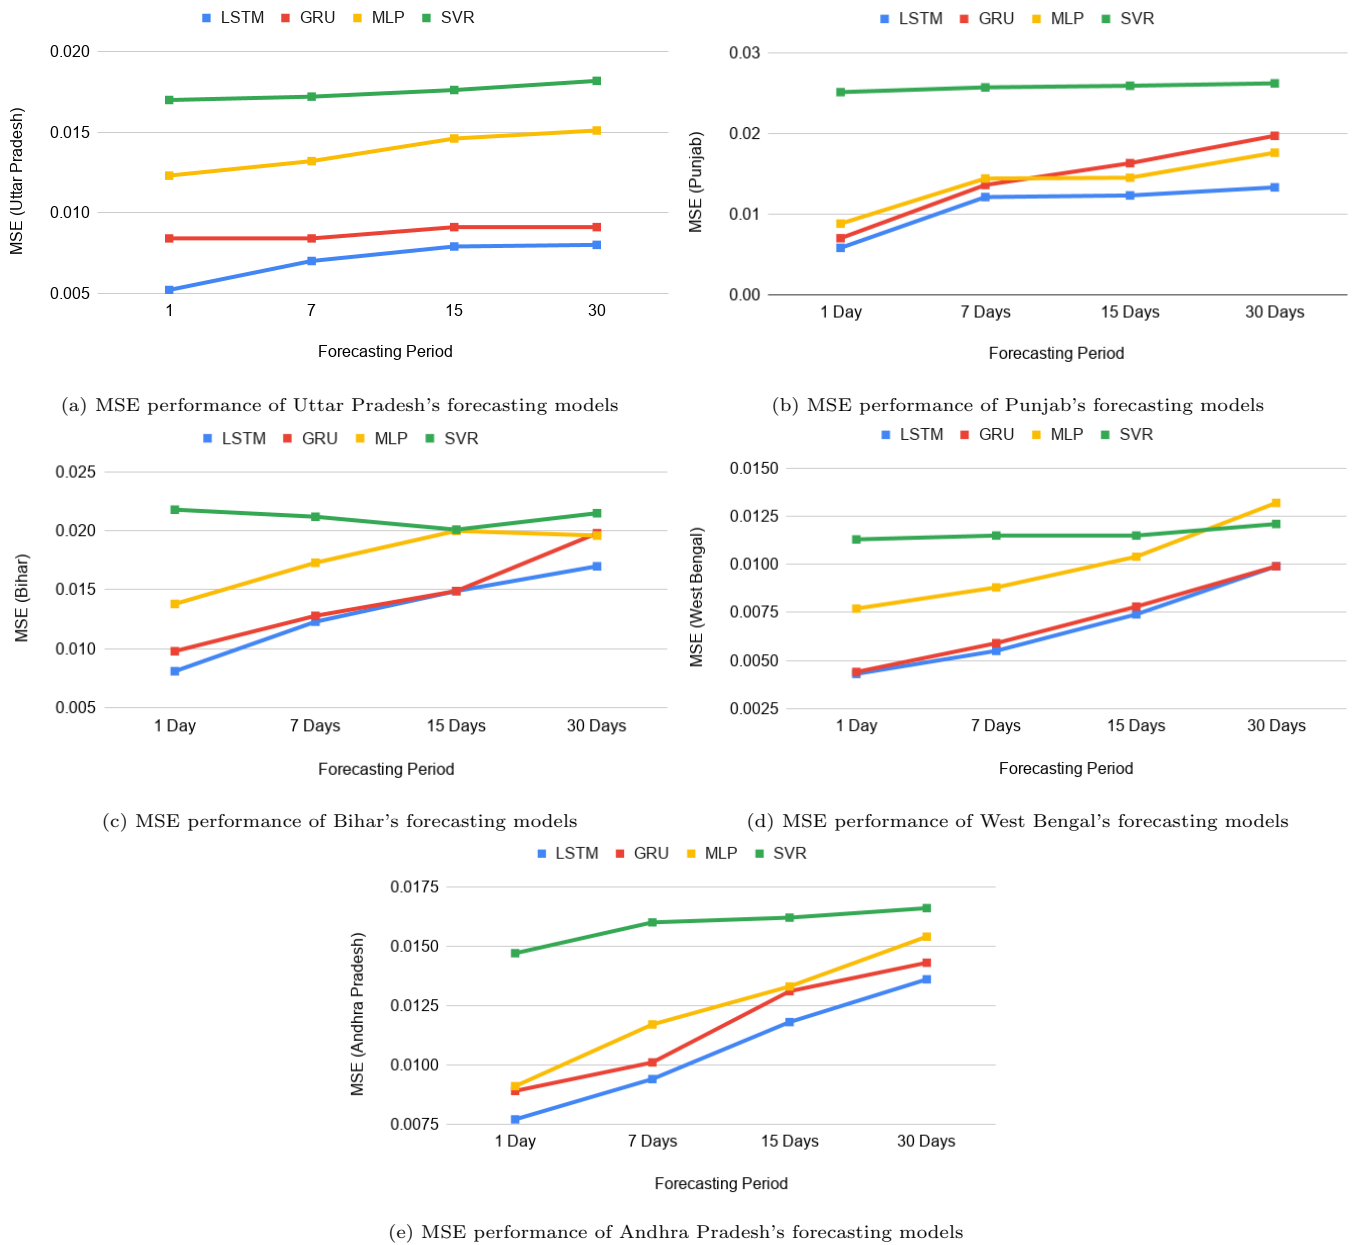 LSTM GRU MLP SVR
MSE (Uttar Pradesh)
0.020
0.015
0.010
0.005
1 7 15 30
Forecasting Period
(a) MSE performance of Uttar Pradesh's forecasting models
LSTM GRU MLP SVR
MSE (Punjab)
0.03
0.02
0.01
0.00
1 Day 7 Days 15 Days 30 Days
Forecasting Period
(b) MSE performance of Punjab's forecasting models
LSTM GRU MLP SVR
MSE (Bihar)
0.025
0.020
0.015
0.010
0.005
1 Day 7 Days 15 Days 30 Days
Forecasting Period
(c) MSE performance of Bihar's forecasting models
LSTM GRU MLP SVR
MSE (West Bengal)
0.0150
0.0125
0.0100
0.0075
0.0050
0.0025
1 Day 7 Days 15 Days 30 Days
Forecasting Period
(d) MSE performance of West Bengal's forecasting models
LSTM GRU MLP SVR
MSE (Andhra Pradesh)
0.0175
0.0150
0.0125
0.0100
0.0075
1 Day 7 Days 15 Days 30 Days
Forecasting Period
(e) MSE performance of Andhra Pradesh's forecasting models